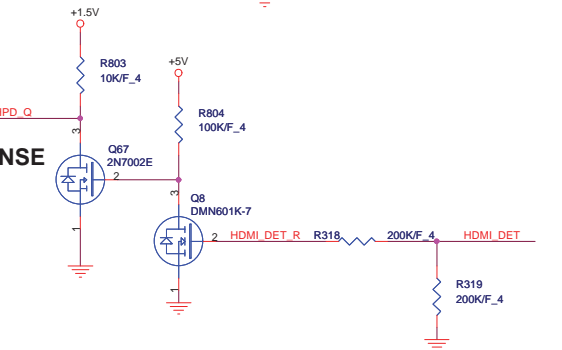 +1.5V
R803
10K/F_4
+5V
R804
100K/F_4
HPD_Q
3
NSE
Q67
2N7002E
2
3
Q8
DMN601K-7
1
2
HDMI_DET_R
R318
200K/F_4
HDMI_DET
1
R319
200K/F_4